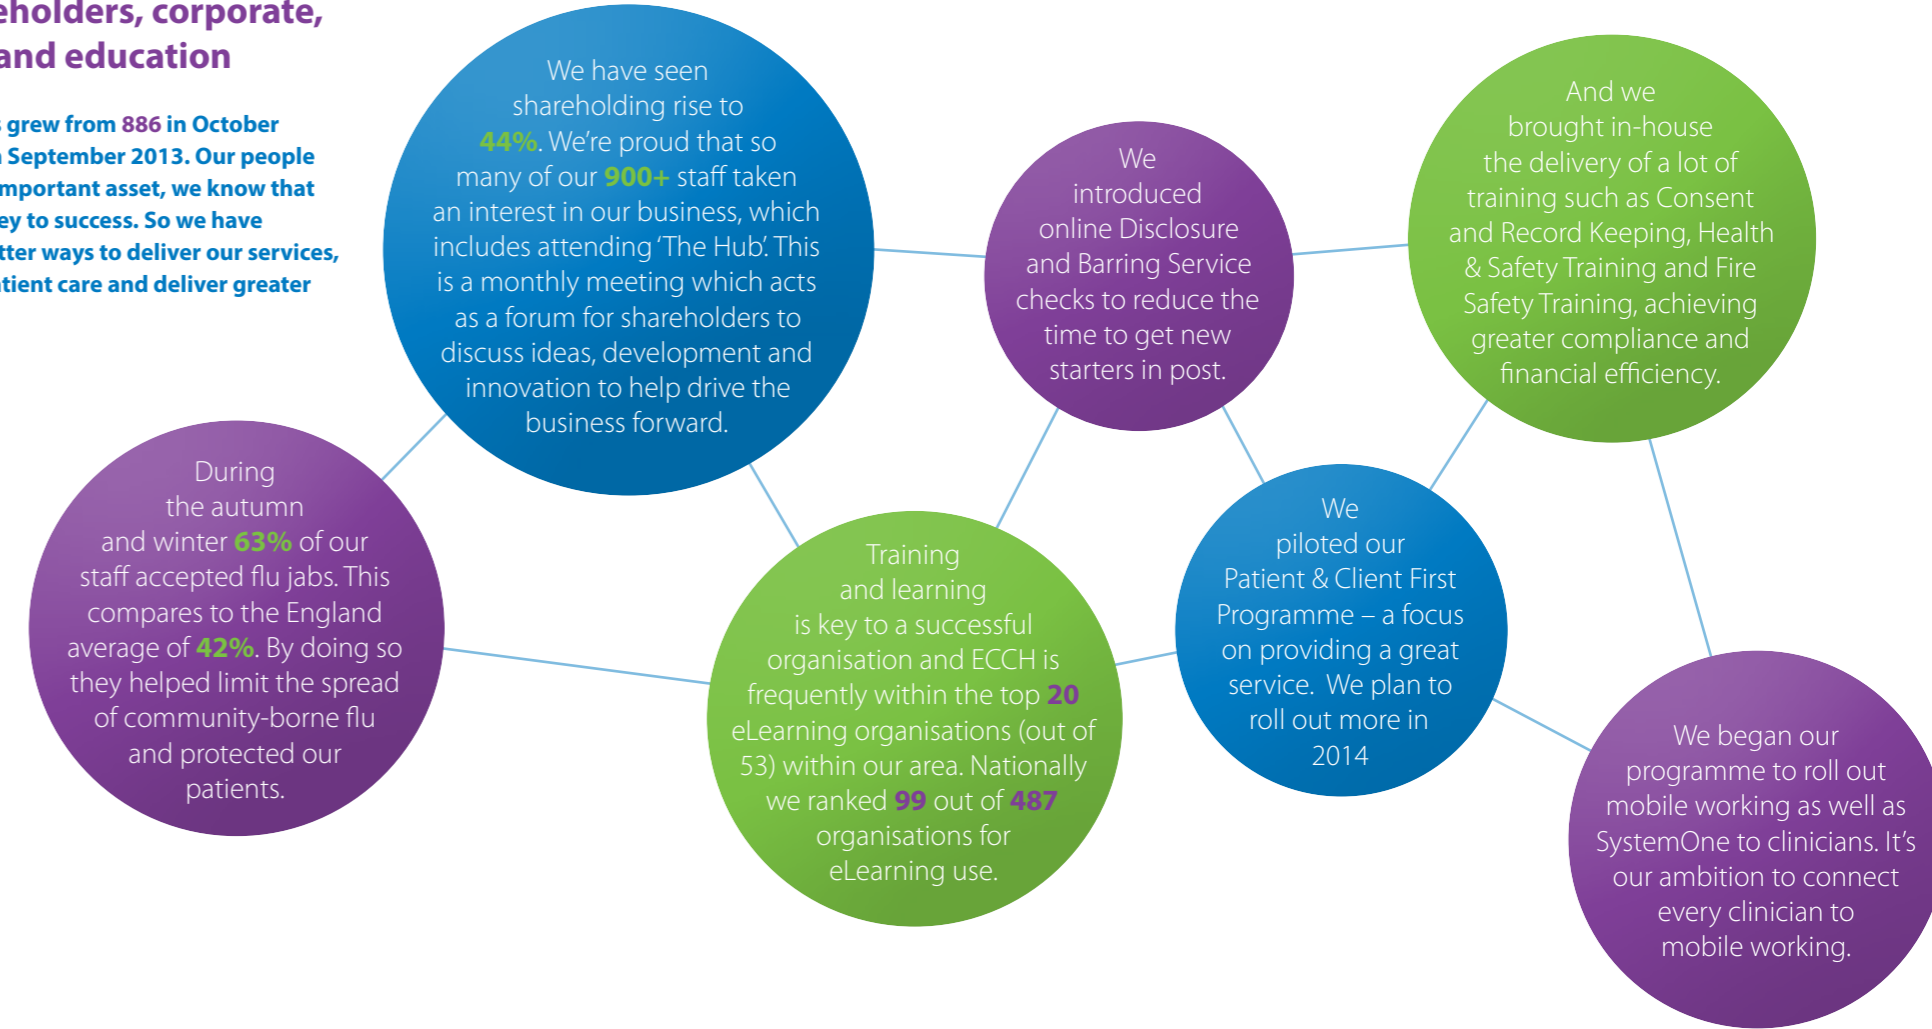 eholders, corporate,
and education
s grew from 886 in October
September 2013. Our people
important asset, we know that
ey to success. So we have
tter ways to deliver our services,
atient care and deliver greater
We have seen
shareholding rise to
44%. We’re proud that so
many of our 900+ staff taken
an interest in our business, which
includes attending ‘The Hub’. This
is a monthly meeting which acts
as a forum for shareholders to
discuss ideas, development and
innovation to help drive the
business forward.
We
introduced
online Disclosure
and Barring Service
checks to reduce the
time to get new
starters in post.
And we
brought in-house
the delivery of a lot of
training such as Consent
and Record Keeping, Health
& Safety Training and Fire
Safety Training, achieving
greater compliance and
financial efficiency.
During
the autumn
and winter 63% of our
staff accepted flu jabs. This
compares to the England
average of 42%. By doing so
they helped limit the spread
of community-borne flu
and protected our
patients.
Training
and learning
is key to a successful
organisation and ECCH is
frequently within the top 20
eLearning organisations (out of
53) within our area. Nationally
we ranked 99 out of 487
organisations for
eLearning use.
We
piloted our
Patient & Client First
Programme – a focus
on providing a great
service. We plan to
roll out more in
2014
We began our
programme to roll out
mobile working as well as
SystemOne to clinicians. It’s
our ambition to connect
every clinician to
mobile working.